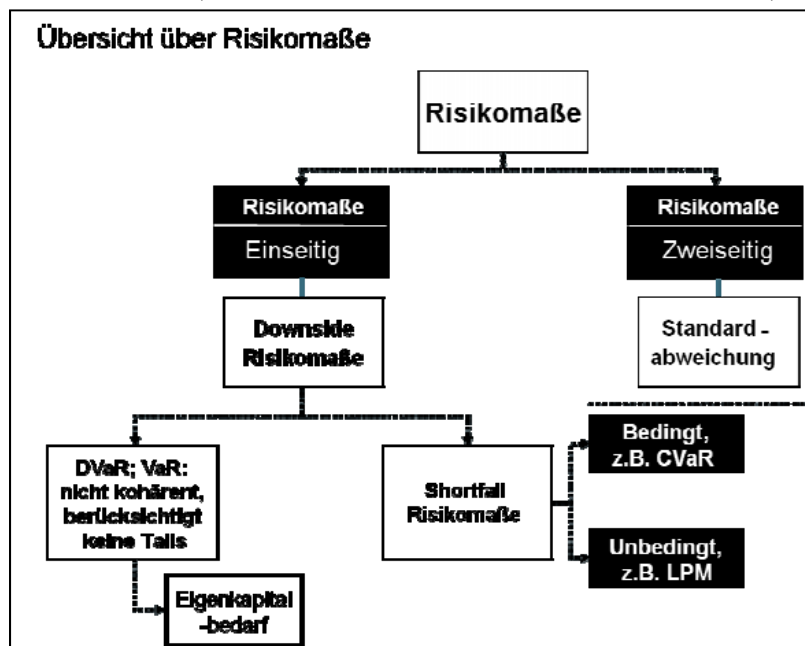 Übersicht über Risikomaße
Risikomaße
Risikomaße
Einseitig
Risikomaße
Zweiseitig
Downside
Risikomaße
Standard -
abweichung
DVaR; VaR:
nicht kohärent,
berücksichtigt
keine Tails
Shortfall
Risikomaße
Bedingt,
z.B. CVaR
Unbedingt,
z.B. LPM
Eigenkapital
-bedarf